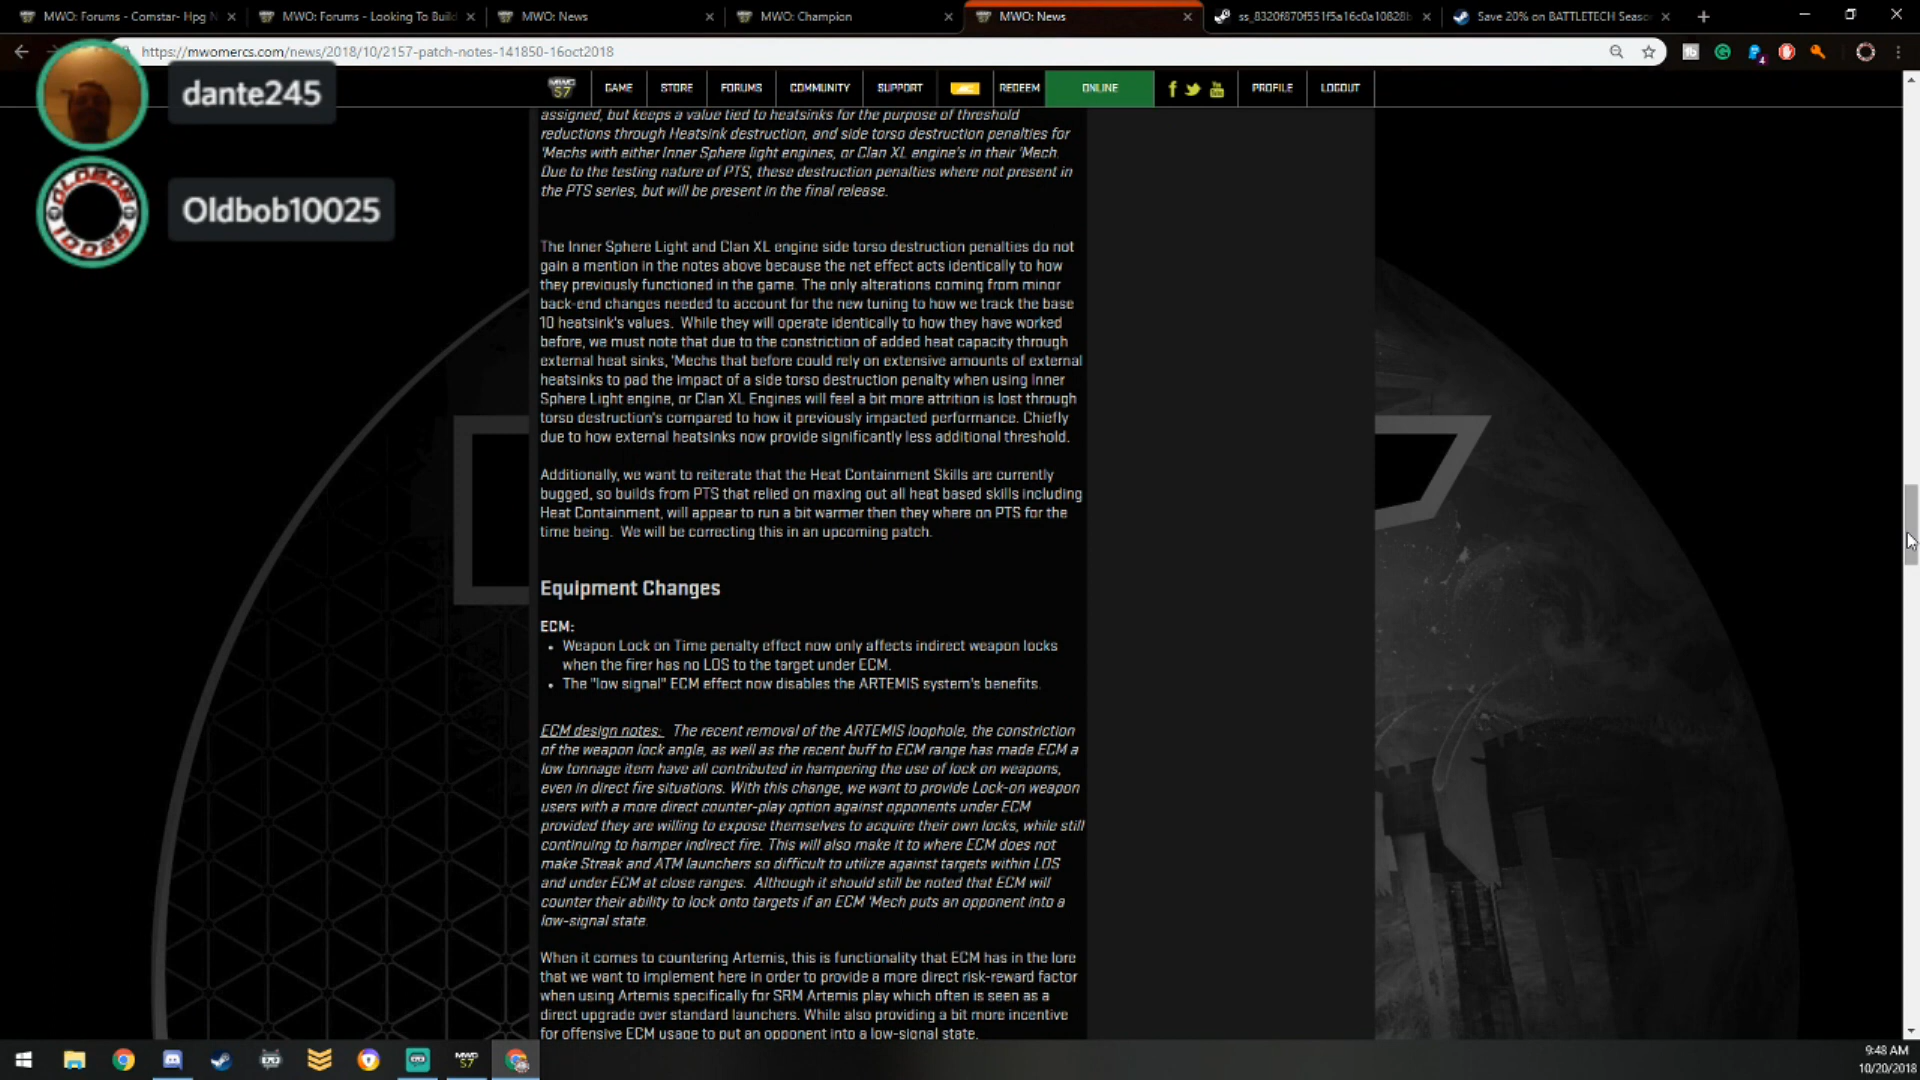 MWO: Forums - Comstar- Hpg N
MWO: Forums - Looking To Build
MWO: News
MWO: Champion
MWO: News
ss_8320f870f551f5a16c0a10828b
Save 20% on BATTLETECH Seaso
https://mwomercs.com/news/2018/10/2157-patch-notes-141850-16oct2018
dante245
Oldbob10025
OLDBOB
10025
MWO
S7
GAME
STORE
FORUMS
COMMUNITY
SUPPORT
REDEEM
ONLINE
PROFILE
LOGOUT
assigned, but keeps a value tied to heatsinks for the purpose of threshold
reductions through Heatsink destruction, and side torso destruction penalties for
'Mechs with either Inner Sphere light engines, or Clan XL engine's in their 'Mech.
Due to the testing nature of PTS, these destruction penalties where not present in
the PTS series, but will be present in the final release.
The Inner Sphere Light and Clan XL engine side torso destruction penalties do not
gain a mention in the notes above because the net effect acts identically to how
they previously functioned in the game. The only alterations coming from minor
back-end changes needed to account for the new tuning to how we track the base
10 heatsink's values.  While they will operate identically to how they have worked
before, we must note that due to the constriction of added heat capacity through
external heat sinks, 'Mechs that before could rely on extensive amounts of external
heatsinks to pad the impact of a side torso destruction penalty when using Inner
Sphere Light engine, or Clan XL Engines will feel a bit more attrition is lost through
torso destruction's compared to how it previously impacted performance. Chiefly
due to how external heatsinks now provide significantly less additional threshold.
Additionally, we want to reiterate that the Heat Containment Skills are currently
bugged, so builds from PTS that relied on maxing out all heat based skills including
Heat Containment, will appear to run a bit warmer then they where on PTS for the
time being.  We will be correcting this in an upcoming patch.
Equipment Changes
ECM:
• Weapon Lock on Time penalty effect now only affects indirect weapon locks
when the firer has no LOS to the target under ECM.
• The "low signal" ECM effect now disables the ARTEMIS system's benefits.
ECM design notes:  The recent removal of the ARTEMIS loophole, the constriction
of the weapon lock angle, as well as the recent buff to ECM range has made ECM a
low tonnage item have all contributed in hampering the use of lock on weapons,
even in direct fire situations. With this change, we want to provide Lock-on weapon
users with a more direct counter-play option against opponents under ECM
provided they are willing to expose themselves to acquire their own locks, while still
continuing to hamper indirect fire. This will also make it to where ECM does not
make Streak and ATM launchers so difficult to utilize against targets within LOS
and under ECM at close ranges.  Although it should still be noted that ECM will
counter their ability to lock onto targets if an ECM 'Mech puts an opponent into a
low-signal state.
When it comes to countering Artemis, this is functionality that ECM has in the lore
that we want to implement here in order to provide a more direct risk-reward factor
when using Artemis specifically for SRM Artemis play which often is seen as a
direct upgrade over standard launchers. While also providing a bit more incentive
for offensive ECM usage to put an opponent into a low-signal state.
MWO
S7
9:48 AM
10/20/2018